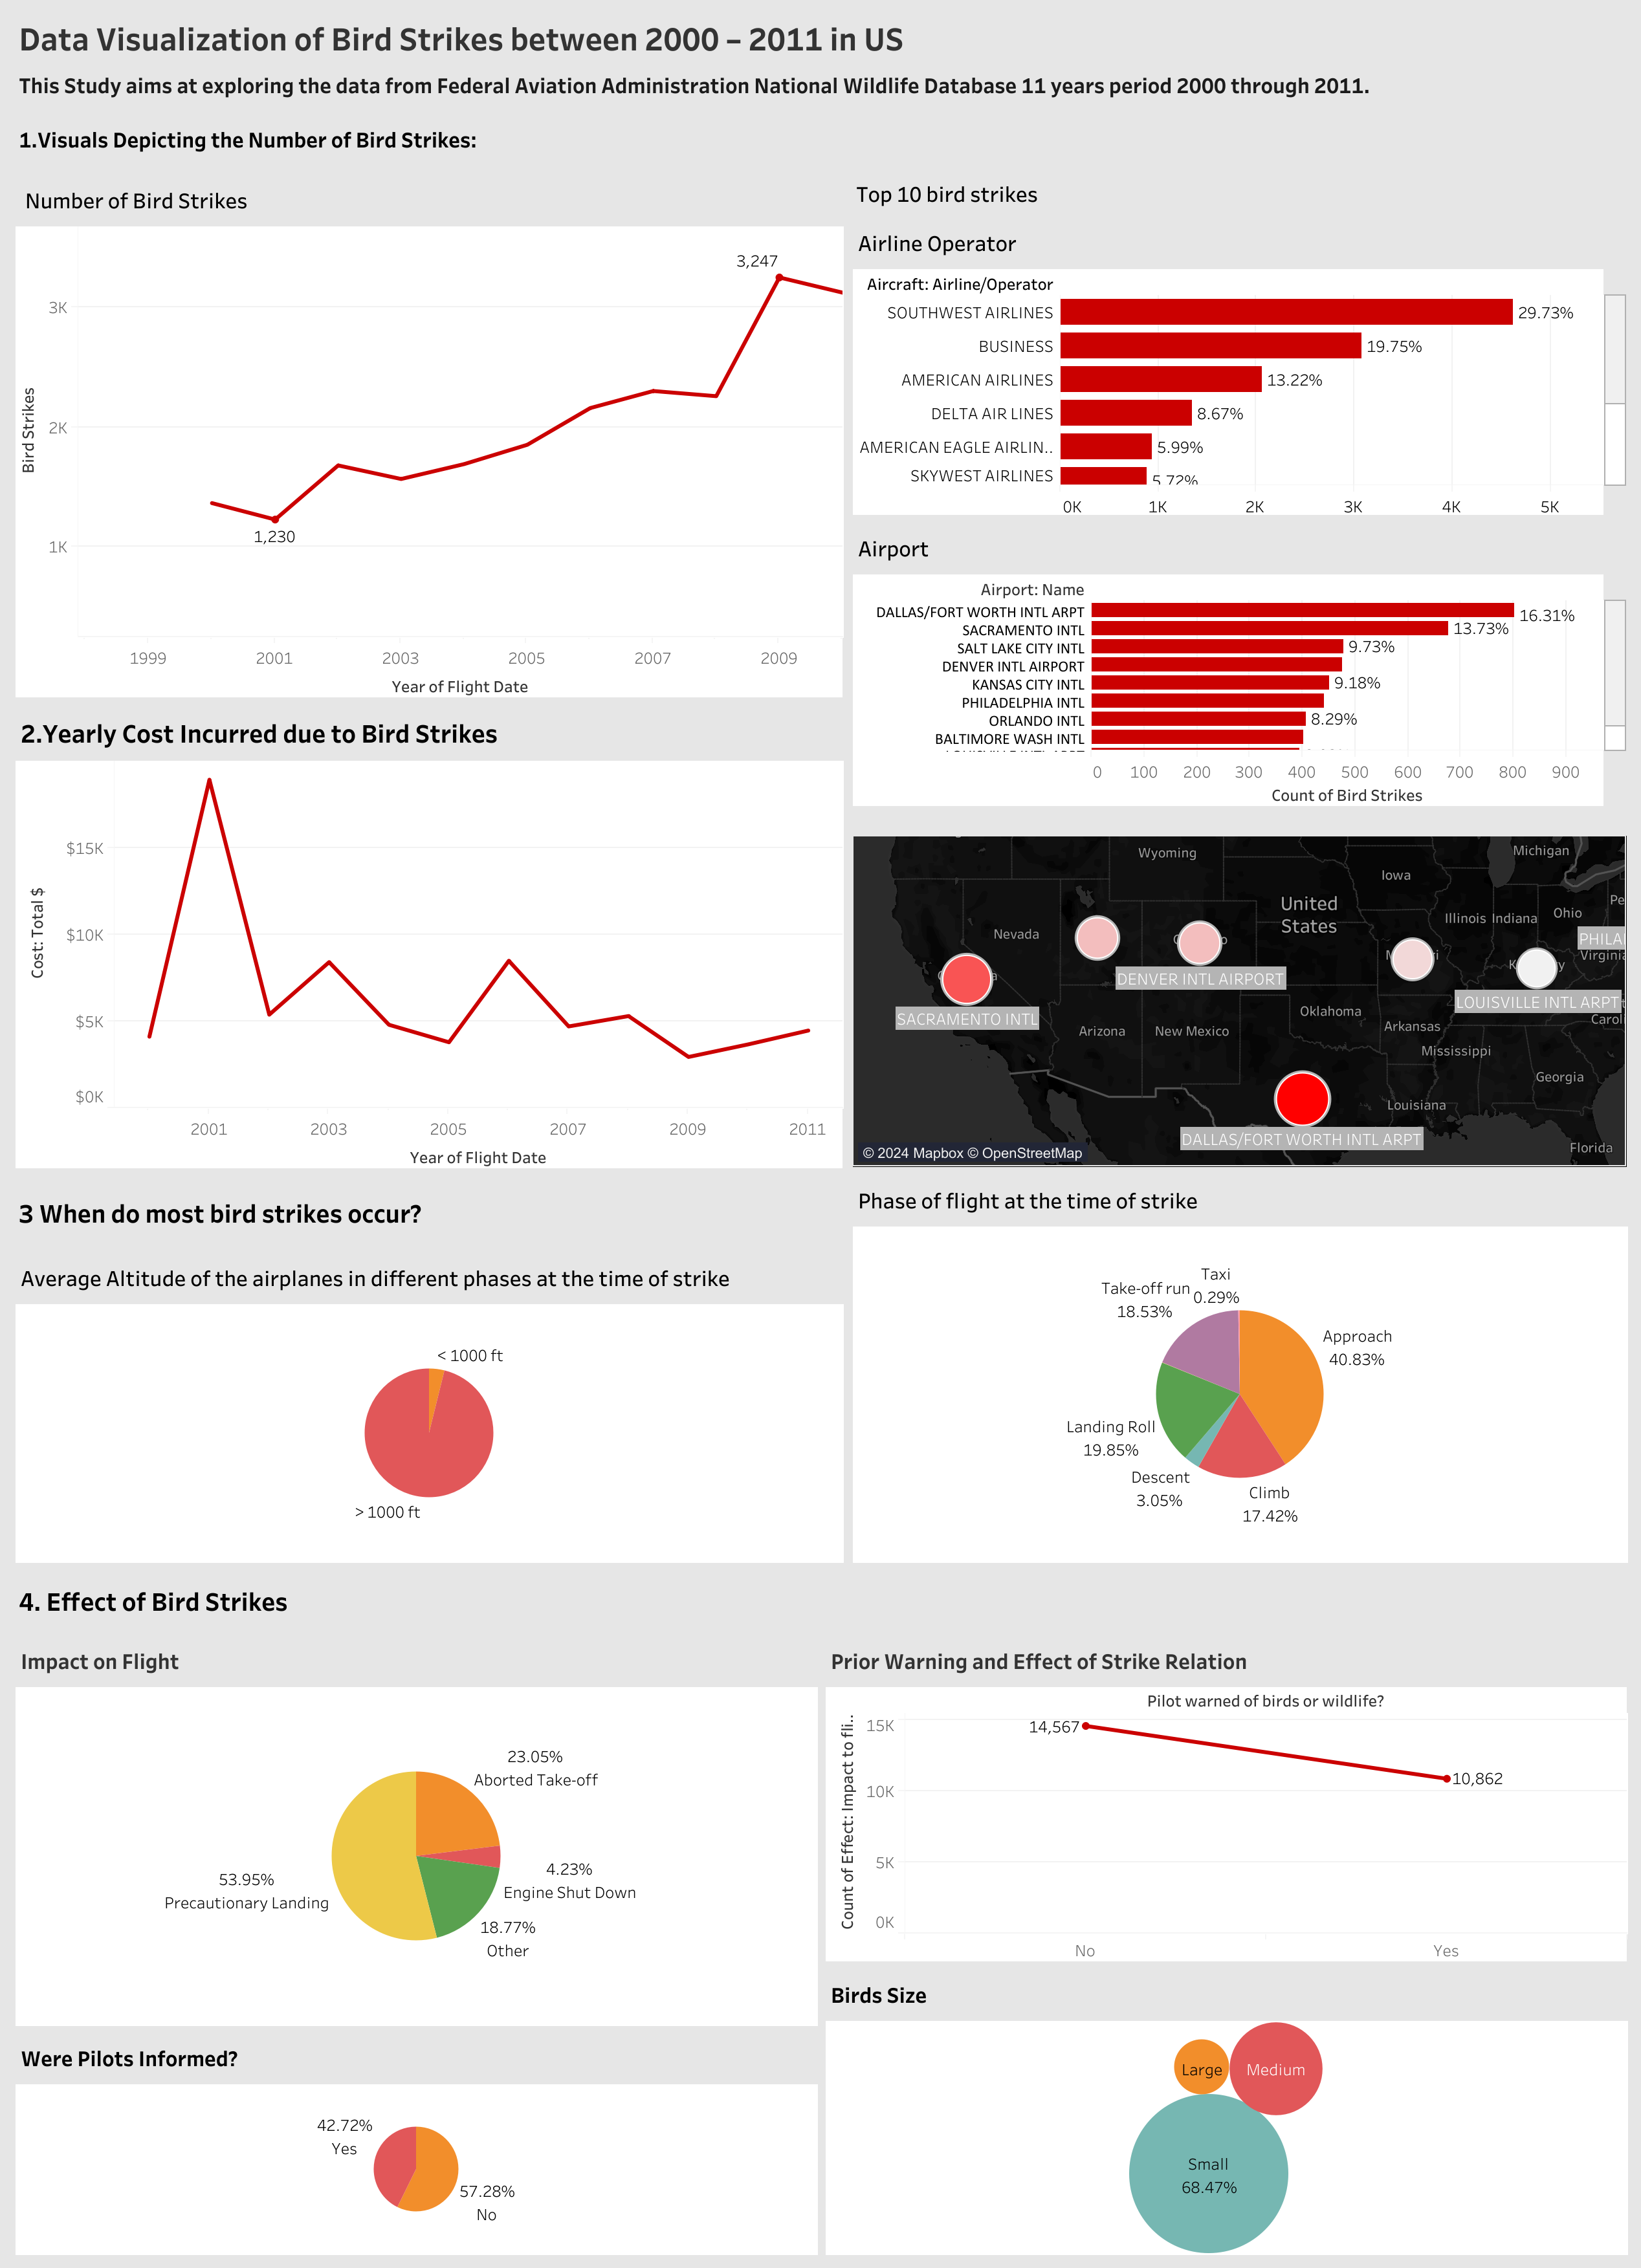 Data Visualization of Bird Strikes between 2000 – 2011 in US
This Study aims at exploring the data from Federal Aviation Administration National Wildlife Database 11 years period 2000 through 2011.
1.Visuals Depicting the Number of Bird Strikes:
Number of Bird Strikes
3,247
3K
2K
1K
1,230
Bird Strikes
1999 2001 2003 2005 2007 2009
Year of Flight Date
Top 10 bird strikes
Airline Operator
Aircraft: Airline/Operator
SOUTHWEST AIRLINES 29.73%
BUSINESS 19.75%
AMERICAN AIRLINES 13.22%
DELTA AIR LINES 8.67%
AMERICAN EAGLE AIRLIN.. 5.99%
SKYWEST AIRLINES 5.72%
0K 1K 2K 3K 4K 5K
Airport
Airport: Name
DALLAS/FORT WORTH INTL ARPT 16.31%
SACRAMENTO INTL 13.73%
SALT LAKE CITY INTL 9.73%
DENVER INTL AIRPORT
KANSAS CITY INTL 9.18%
PHILADELPHIA INTL
ORLANDO INTL 8.29%
BALTIMORE WASH INTL
0 100 200 300 400 500 600 700 800 900
Count of Bird Strikes
2.Yearly Cost Incurred due to Bird Strikes
$15K
$10K
$5K
$0K
Cost: Total $
2001 2003 2005 2007 2009 2011
Year of Flight Date
Wyoming
Michigan
Iowa
United
States
Illinois Indiana Ohio Pe
Nevada
PHILA
Virginia
DENVER INTL AIRPORT
LOUISVILLE INTL ARPT
SACRAMENTO INTL
Oklahoma
Caroli
Arizona New Mexico
Arkansas
Mississippi
Georgia
Louisiana
DALLAS/FORT WORTH INTL ARPT
Florida
© 2024 Mapbox © OpenStreetMap
3 When do most bird strikes occur?
Average Altitude of the airplanes in different phases at the time of strike
< 1000 ft
> 1000 ft
Phase of flight at the time of strike
Taxi
0.29%
Take-off run
18.53%
Approach
40.83%
Landing Roll
19.85%
Descent
3.05%
Climb
17.42%
4. Effect of Bird Strikes
Impact on Flight
23.05%
Aborted Take-off
4.23%
Engine Shut Down
53.95%
Precautionary Landing
18.77%
Other
Prior Warning and Effect of Strike Relation
Pilot warned of birds or wildlife?
Count of Effect: Impact to fli..
15K
10K
5K
0K
14,567
10,862
No Yes
Were Pilots Informed?
42.72%
Yes
57.28%
No
Birds Size
Large
Medium
Small
68.47%